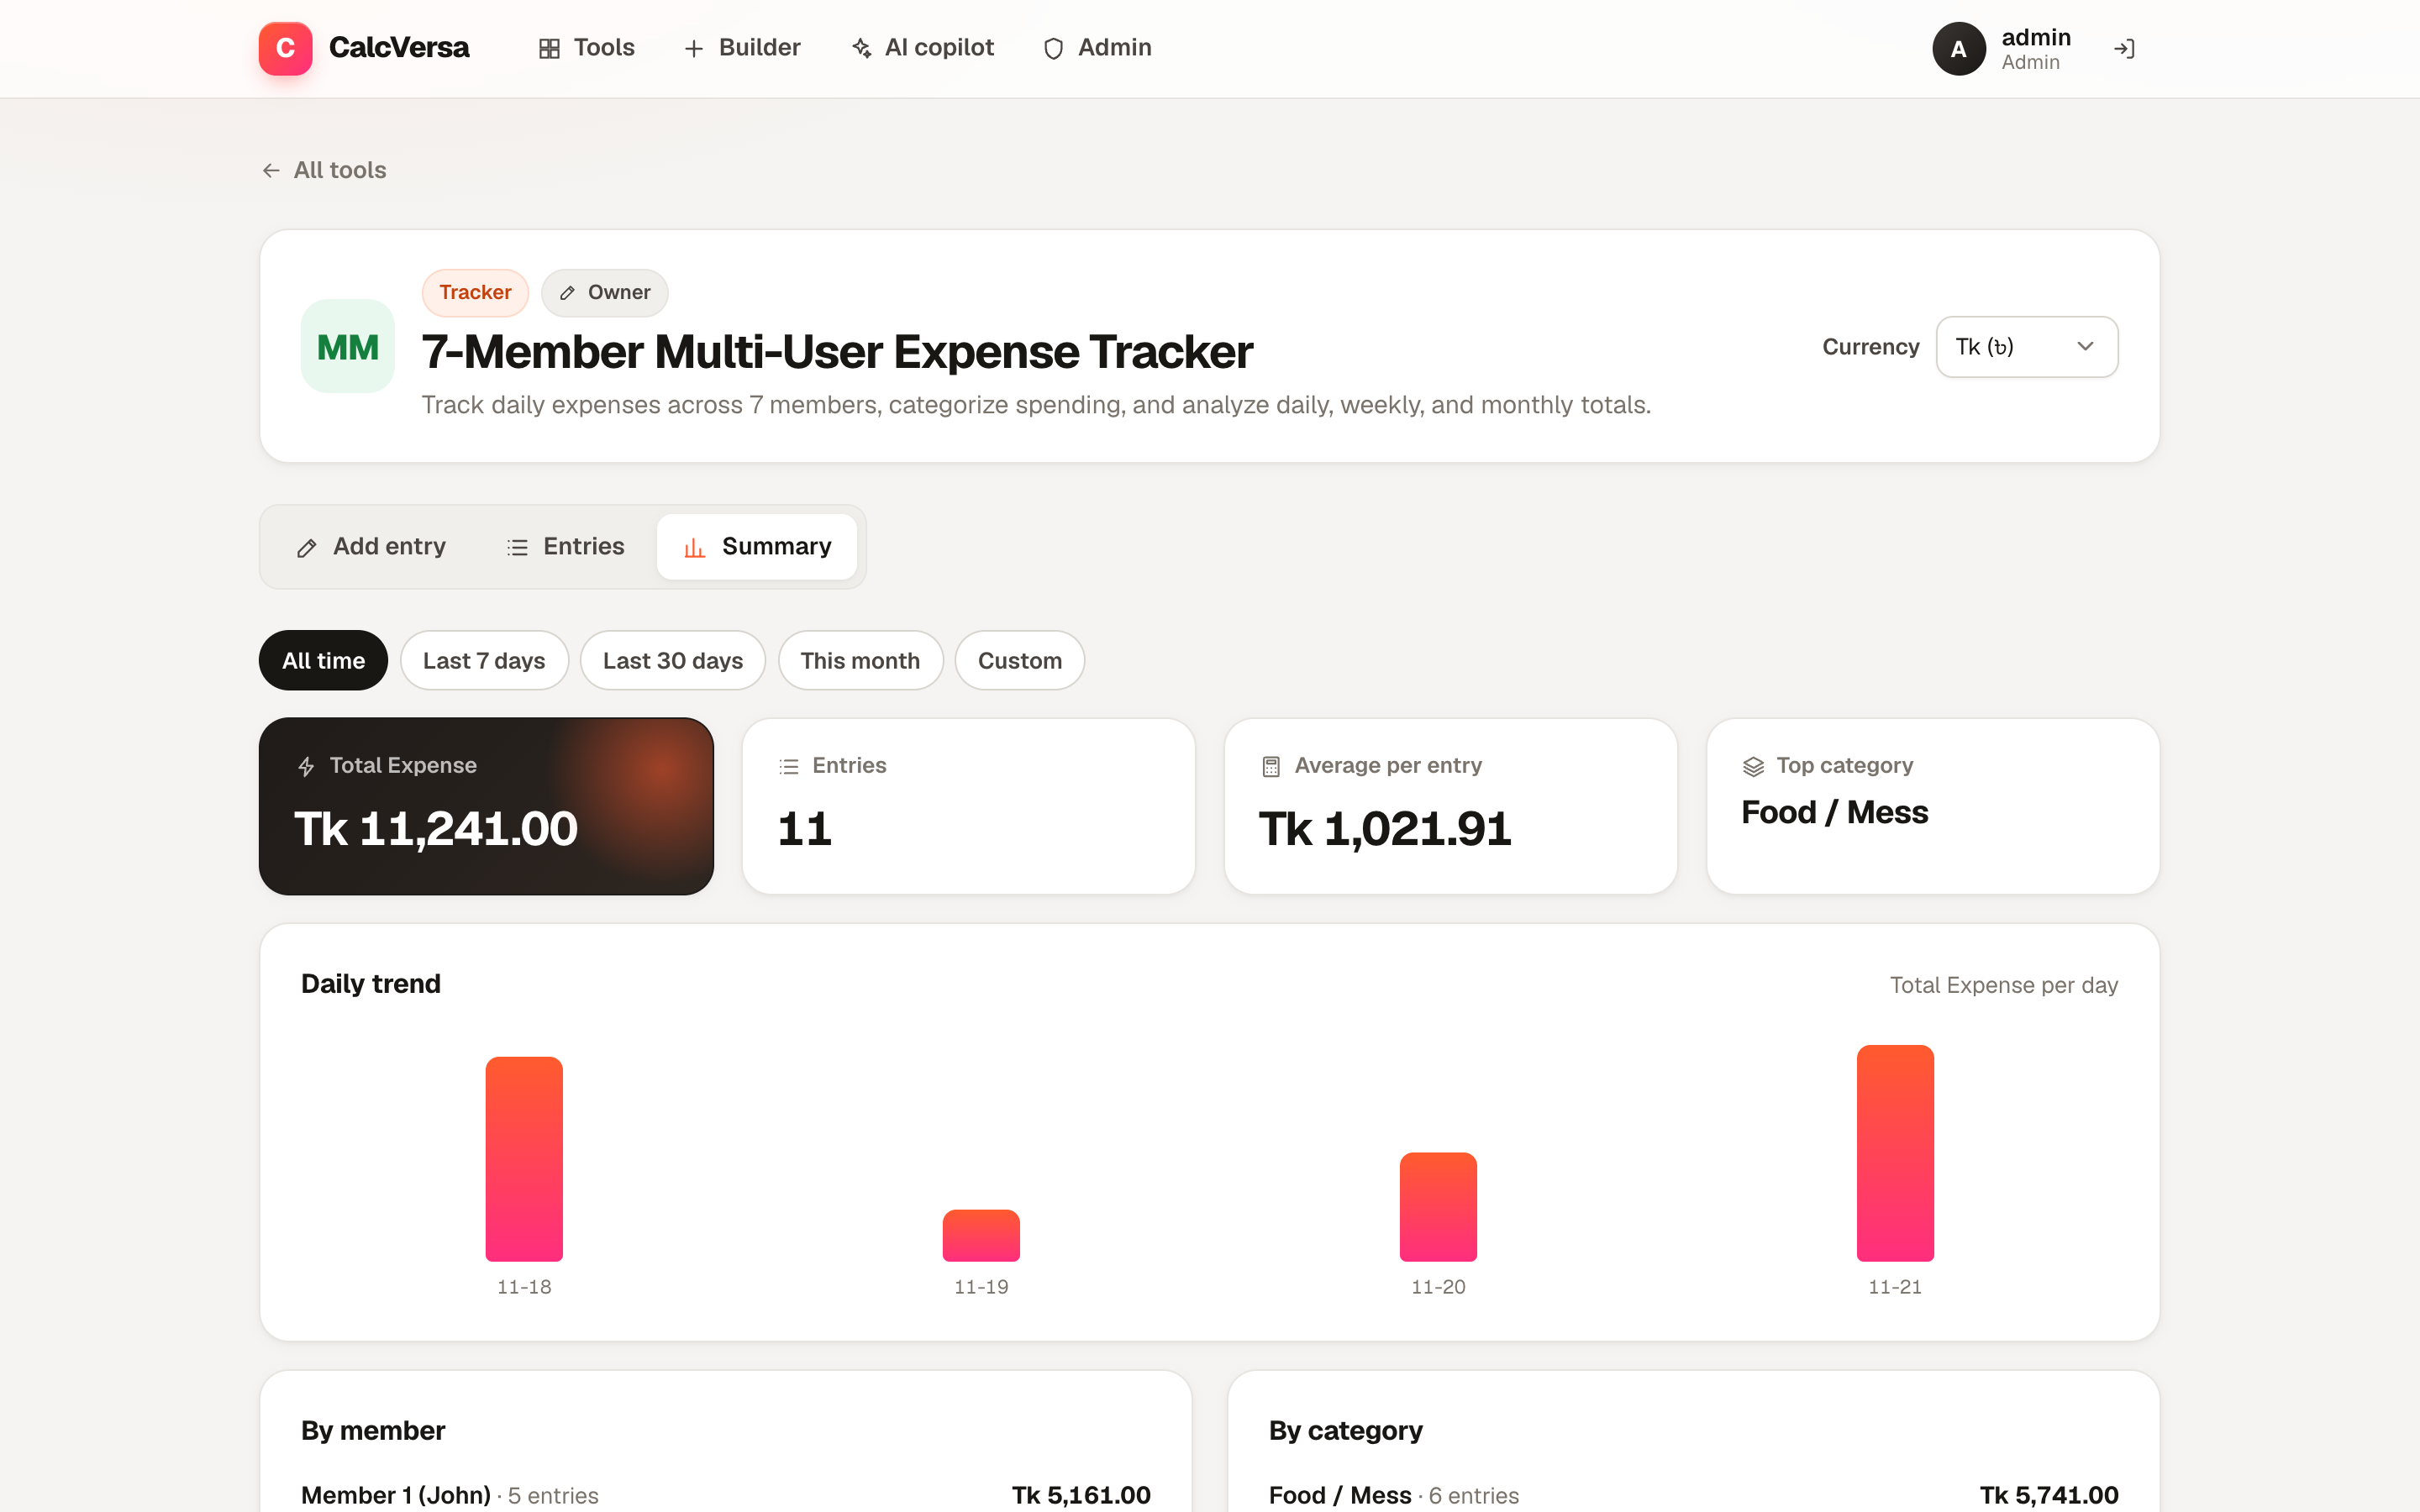 C CalcVersa Tools Builder AI copilot Admin A admin
Admin
All tools
Tracker Owner
MM
7-Member Multi-User Expense Tracker
Track daily expenses across 7 members, categorize spending, and analyze daily, weekly, and monthly totals.
Currency Tk (৳)
Add entry Entries Summary
All time Last 7 days Last 30 days This month Custom
Total Expense
Tk 11,241.00
Entries
11
Average per entry
Tk 1,021.91
Top category
Food / Mess
Daily trend Total Expense per day
11-18 11-19 11-20 11-21
By member
Member 1 (John) · 5 entries Tk 5,161.00
By category
Food / Mess · 6 entries Tk 5,741.00